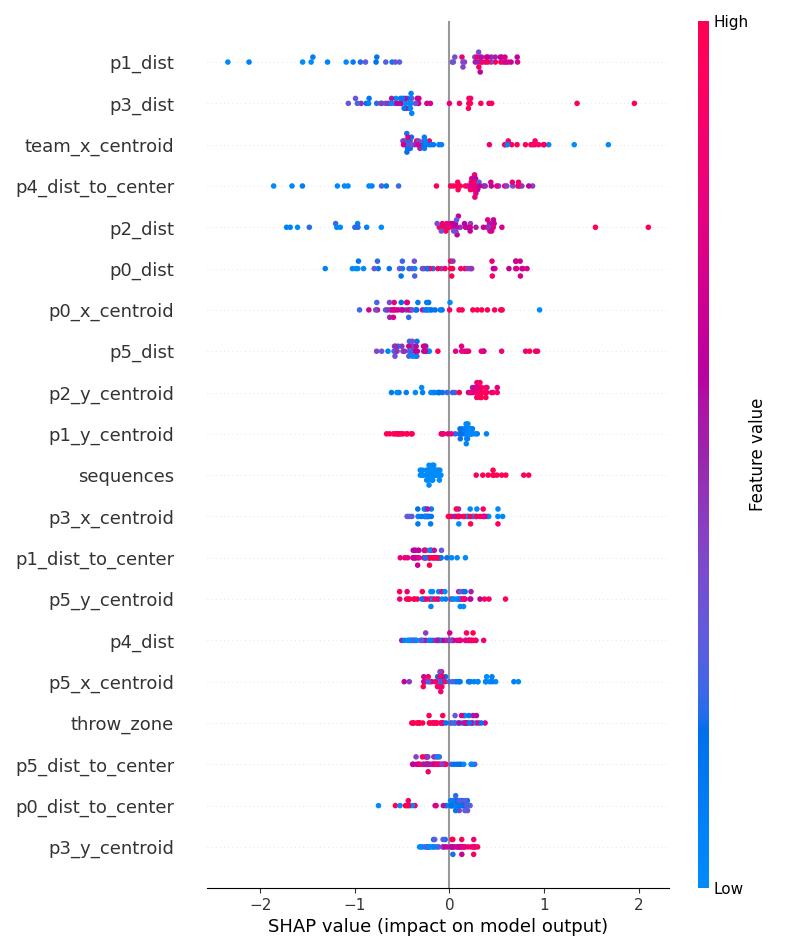 High
p1_dist
p3_dist
team_x_centroid
p4_dist_to_center
p2_dist
p0_dist
p0_x_centroid
p5_dist
p2_y_centroid
p1_y_centroid
sequences
p3_x_centroid
p1_dist_to_center
p5_y_centroid
p4_dist
p5_x_centroid
throw_zone
p5_dist_to_center
p0_dist_to_center
p3_y_centroid
Feature value
Low
−2 −1 0 1 2
SHAP value (impact on model output)